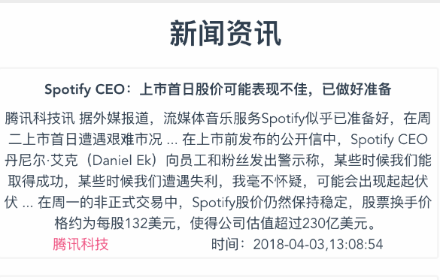 新闻资讯
Spotify CEO：上市首日股价可能表现不佳，已做好准备
腾讯科技讯 据外媒报道，流媒体音乐服务Spotify似乎已准备好，在周
二上市首日遭遇艰难市况 ... 在上市前发布的公开信中，Spotify CEO
丹尼尔·艾克（Daniel Ek）向员工和粉丝发出警示称，某些时候我们能
取得成功，某些时候我们遭遇失利，我毫不怀疑，可能会出现起起伏
伏 ... 在周一的非正式交易中，Spotify股价仍然保持稳定，股票换手价
格约为每股132美元，使得公司估值超过230亿美元。
腾讯科技 时间：2018-04-03,13:08:54